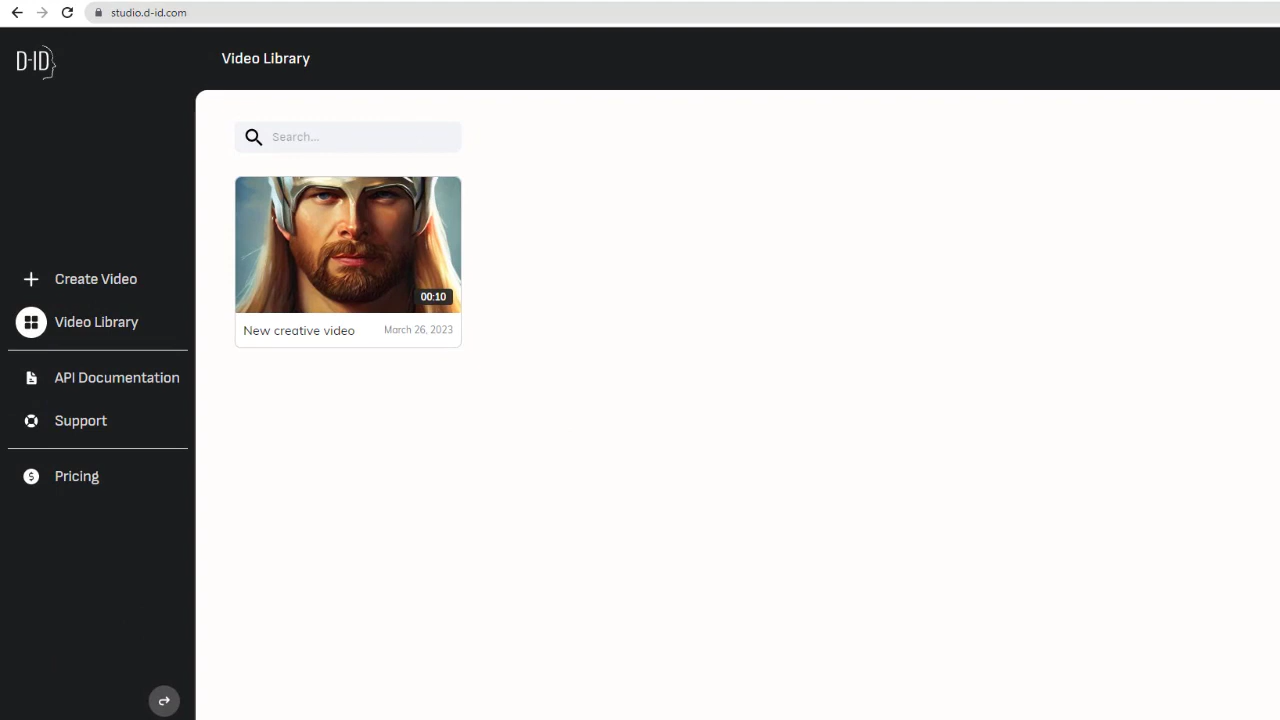 studio.d-id.com
D-ID
Video Library
Search...
00:10
New creative video March 26, 2023
Create Video
Video Library
API Documentation
Support
$ Pricing